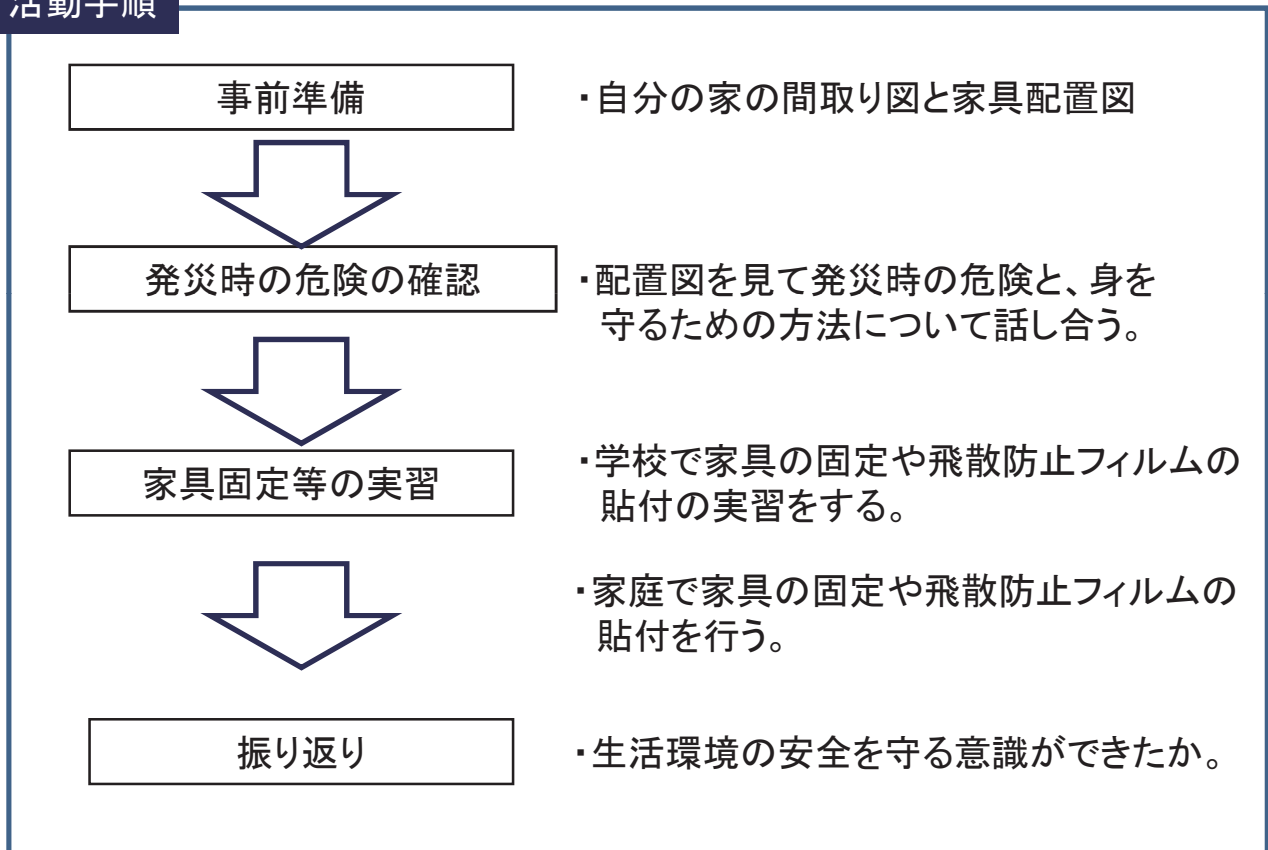 活動手順
事前準備
・自分の家の間取り図と家具配置図
発災時の危険の確認
・配置図を見て発災時の危険と、身を
守るための方法について話し合う。
家具固定等の実習
・学校で家具の固定や飛散防止フィルムの
貼付の実習をする。
・家庭で家具の固定や飛散防止フィルムの
貼付を行う。
振り返り
・生活環境の安全を守る意識ができたか。